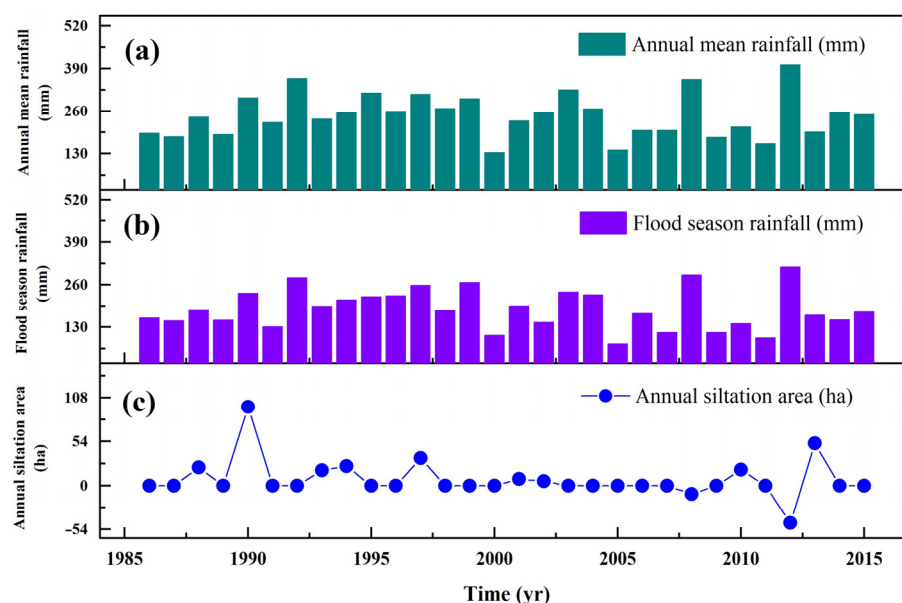 (a)
Annual mean rainfall (mm)
Annual mean rainfall
(mm)
520
390
260
130
(b)
Flood season rainfall (mm)
Flood season rainfall
(mm)
520
390
260
130
(c)
Annual siltation area (ha)
Annual siltation area
(ha)
108
54
0
−54
1985 1990 1995 2000 2005 2010 2015
Time (yr)